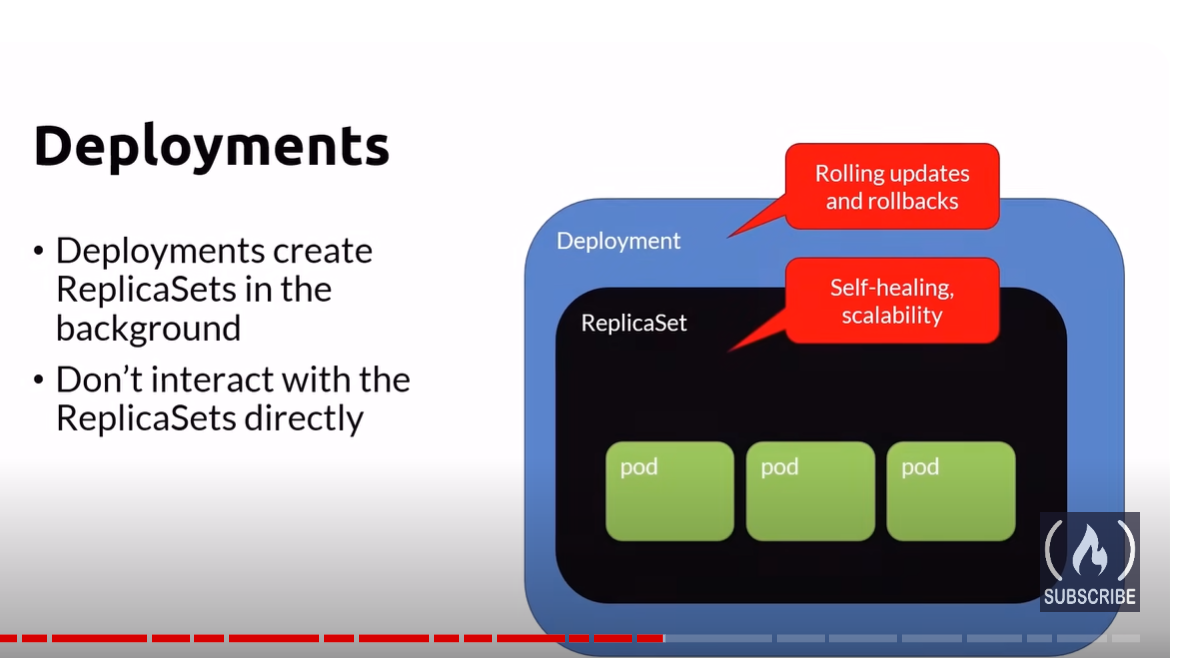 Deployments
• Deployments create
ReplicaSets in the
background
• Don’t interact with the
ReplicaSets directly
Rolling updates
and rollbacks
Deployment
Self-healing,
scalability
ReplicaSet
pod
pod
pod
SUBSCRIBE